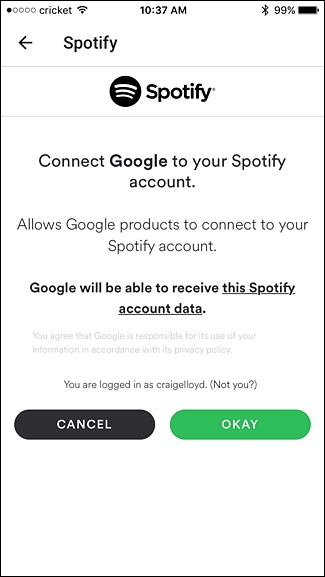 cricket 10:37 AM 99%
Spotify
Spotify®
Connect Google to your Spotify
account.
Allows Google products to connect to your
Spotify account.
Google will be able to receive this Spotify
account data.
You agree that Google is responsible for its use of your
information in accordance with its privacy policy.
You are logged in as craigelloyd. (Not you?)
CANCEL OKAY